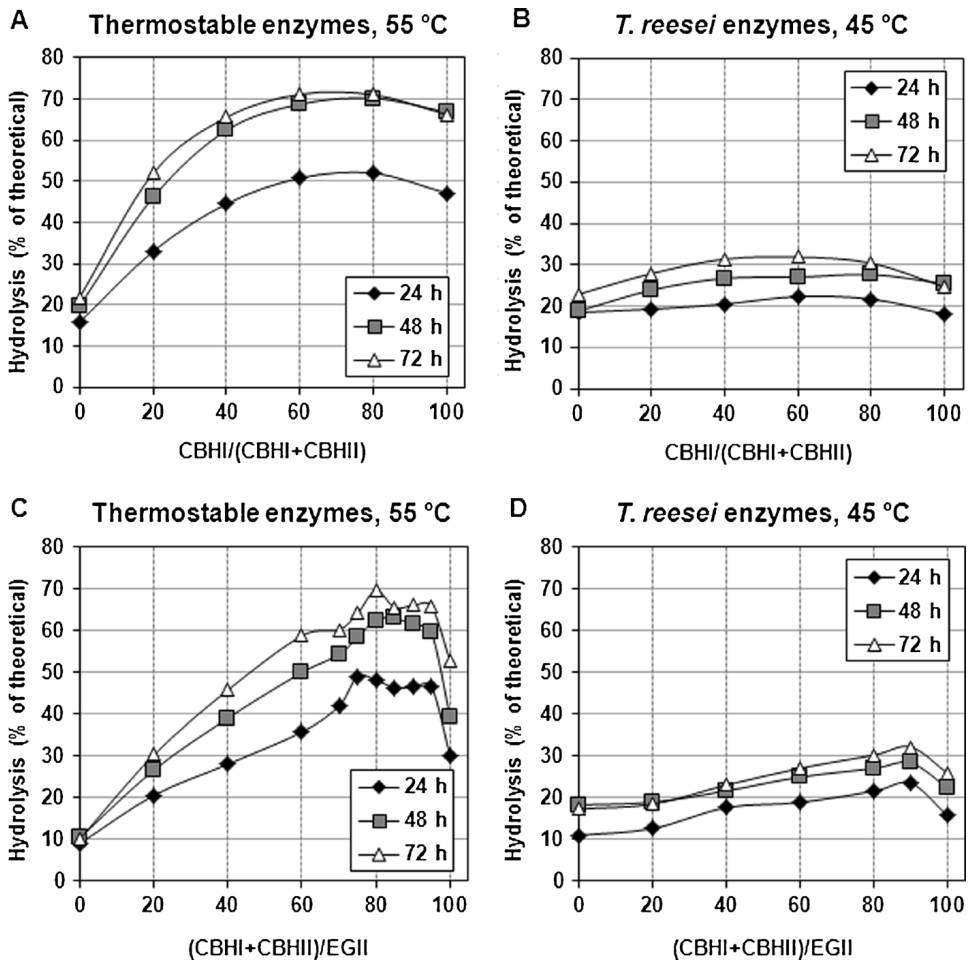 A Thermostable enzymes, 55 °C
Hydrolysis (% of theoretical)
80
70
60
50
40
30
20
10
0
24 h
48 h
72 h
0 20 40 60 80 100
CBHI/(CBHI+CBHII)
B T. reesei enzymes, 45 °C
Hydrolysis (% of theoretical)
80
70
60
50
40
30
20
10
0
24 h
48 h
72 h
0 20 40 60 80 100
CBHI/(CBHI+CBHII)
C Thermostable enzymes, 55 °C
Hydrolysis (% of theoretical)
80
70
60
50
40
30
20
10
0
24 h
48 h
72 h
0 20 40 60 80 100
(CBHI+CBHII)/EGII
D T. reesei enzymes, 45 °C
Hydrolysis (% of theoretical)
80
70
60
50
40
30
20
10
0
24 h
48 h
72 h
0 20 40 60 80 100
(CBHI+CBHII)/EGII